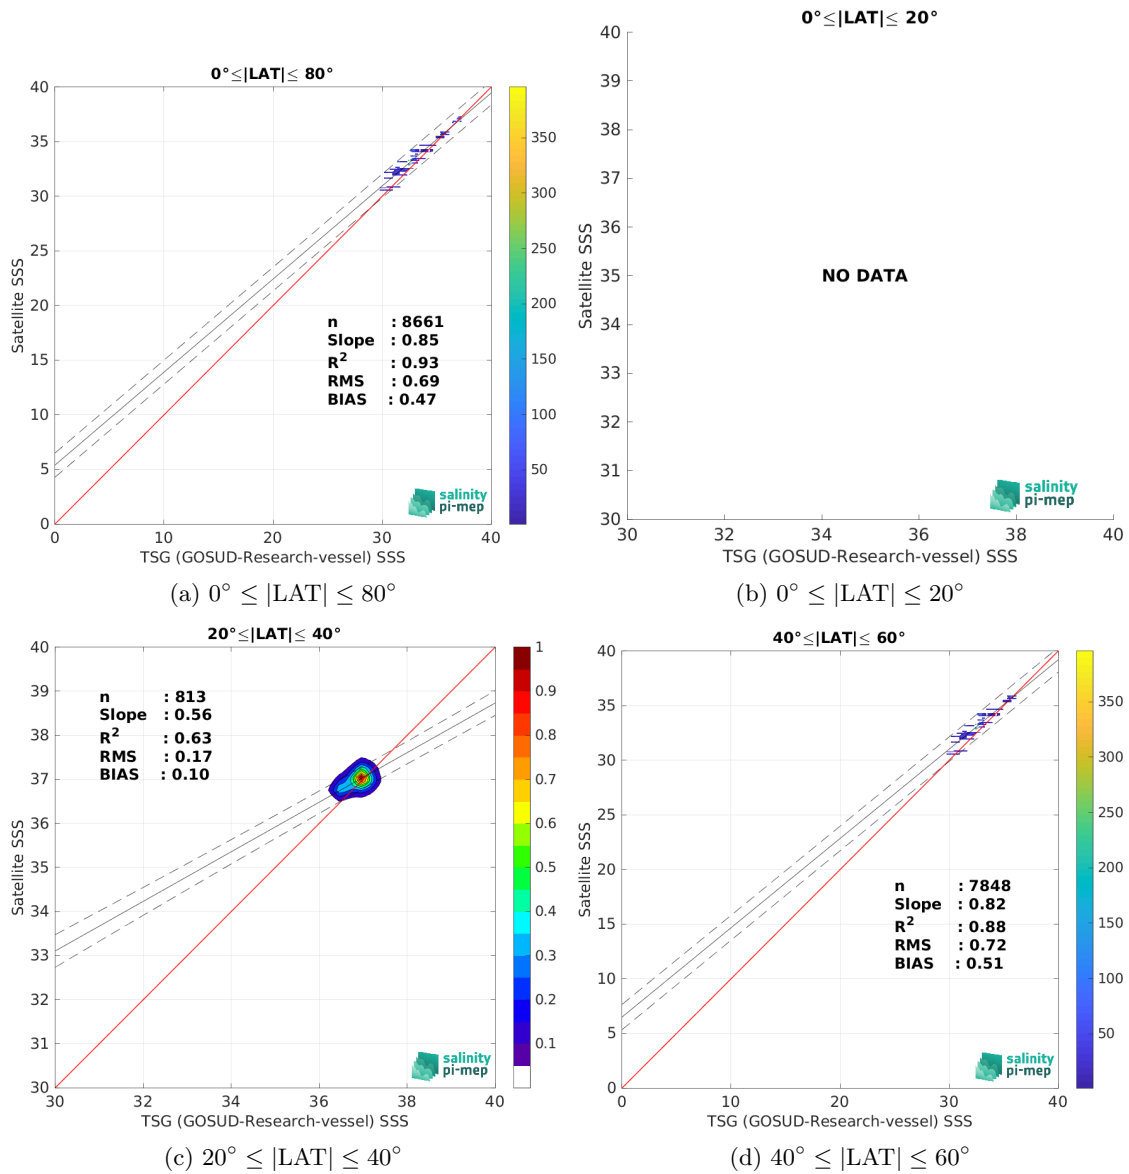 0°≤|LAT|≤ 80°
40
35
30
25
20
15
10
5
0
0
10
20
30
40
Satellite SSS
TSG (GOSUD-Research-vessel) SSS
n : 8661
Slope : 0.85
R² : 0.93
RMS : 0.69
BIAS : 0.47
350
300
250
200
150
100
50
salinity
pi-mep
(a) 0° ≤ |LAT| ≤ 80°
0°≤|LAT|≤ 20°
40
39
38
37
36
35
34
33
32
31
30
30
32
34
36
38
40
Satellite SSS
TSG (GOSUD-Research-vessel) SSS
NO DATA
salinity
pi-mep
(b) 0° ≤ |LAT| ≤ 20°
20°≤|LAT|≤ 40°
40
39
38
37
36
35
34
33
32
31
30
30
32
34
36
38
40
Satellite SSS
TSG (GOSUD-Research-vessel) SSS
n : 813
Slope : 0.56
R² : 0.63
RMS : 0.17
BIAS : 0.10
1
0.9
0.8
0.7
0.6
0.5
0.4
0.3
0.2
0.1
salinity
pi-mep
(c) 20° ≤ |LAT| ≤ 40°
40°≤|LAT|≤ 60°
40
35
30
25
20
15
10
5
0
0
10
20
30
40
Satellite SSS
TSG (GOSUD-Research-vessel) SSS
n : 7848
Slope : 0.82
R² : 0.88
RMS : 0.72
BIAS : 0.51
350
300
250
200
150
100
50
salinity
pi-mep
(d) 40° ≤ |LAT| ≤ 60°